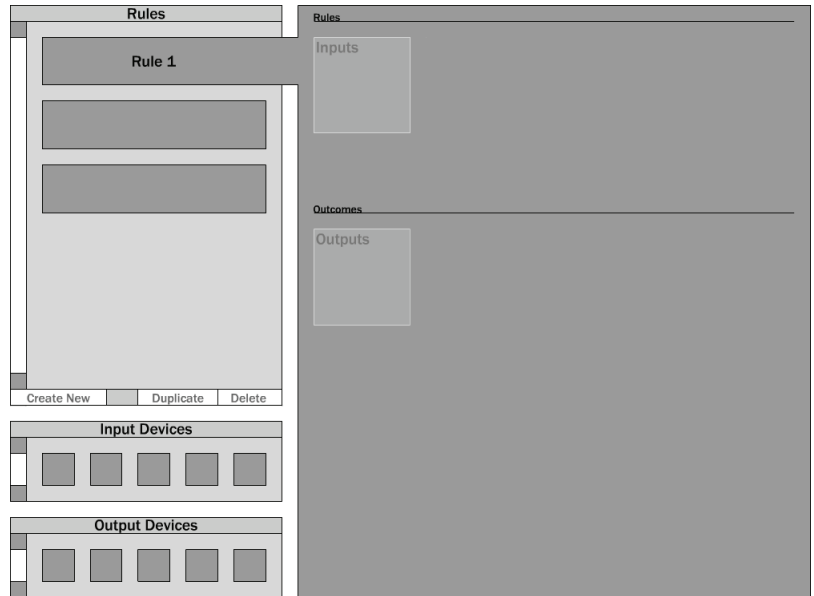 Rules
Rule 1
Create New
Duplicate
Delete
Input Devices
Output Devices
Rules
Inputs
Outcomes
Outputs